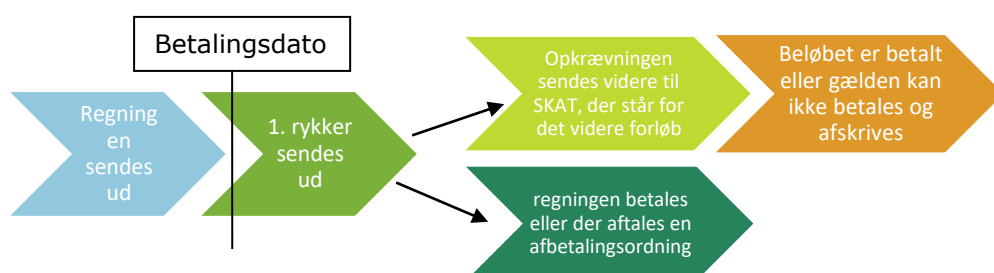 Betalingsdato
Regning
en
sendes
ud
1. rykker
sendes
ud
Opkrævningen
sendes videre til
SKAT, der står for
det videre forløb
Beløbet er betalt
eller gælden kan
ikke betales og
afskrives
regningen betales
eller der aftales en
afbetalingsordning